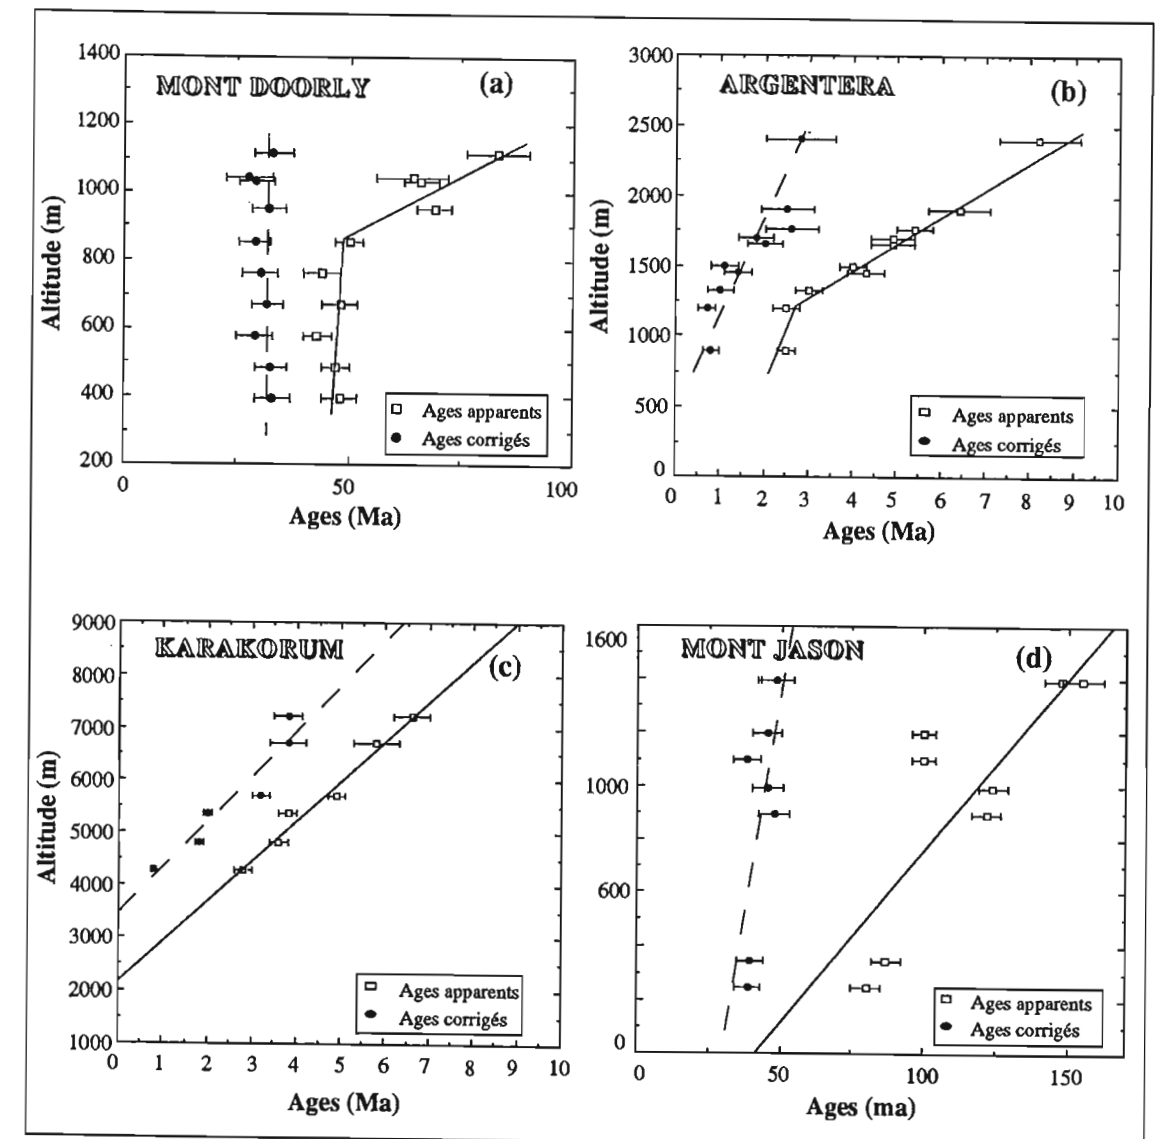 MONT DOORLY
(a)
1400
1200
1000
800
600
400
200
Altitude (m)
Ages apparents
Ages corrigés
0
50
100
Ages (Ma)
ARGENTERA
(b)
3000
2500
2000
1500
1000
500
0
Altitude (m)
Ages apparents
Ages corrigés
0 1 2 3 4 5 6 7 8 9 10
Ages (Ma)
KARAKORUM
(c)
9000
8000
7000
6000
5000
4000
3000
2000
1000
Altitude (m)
Ages apparents
Ages corrigés
0 1 2 3 4 5 6 7 8 9 10
Ages (Ma)
MONT JASON
(d)
1600
1000
600
0
Ages apparents
Ages corrigés
0 50 100 150
Ages (ma)